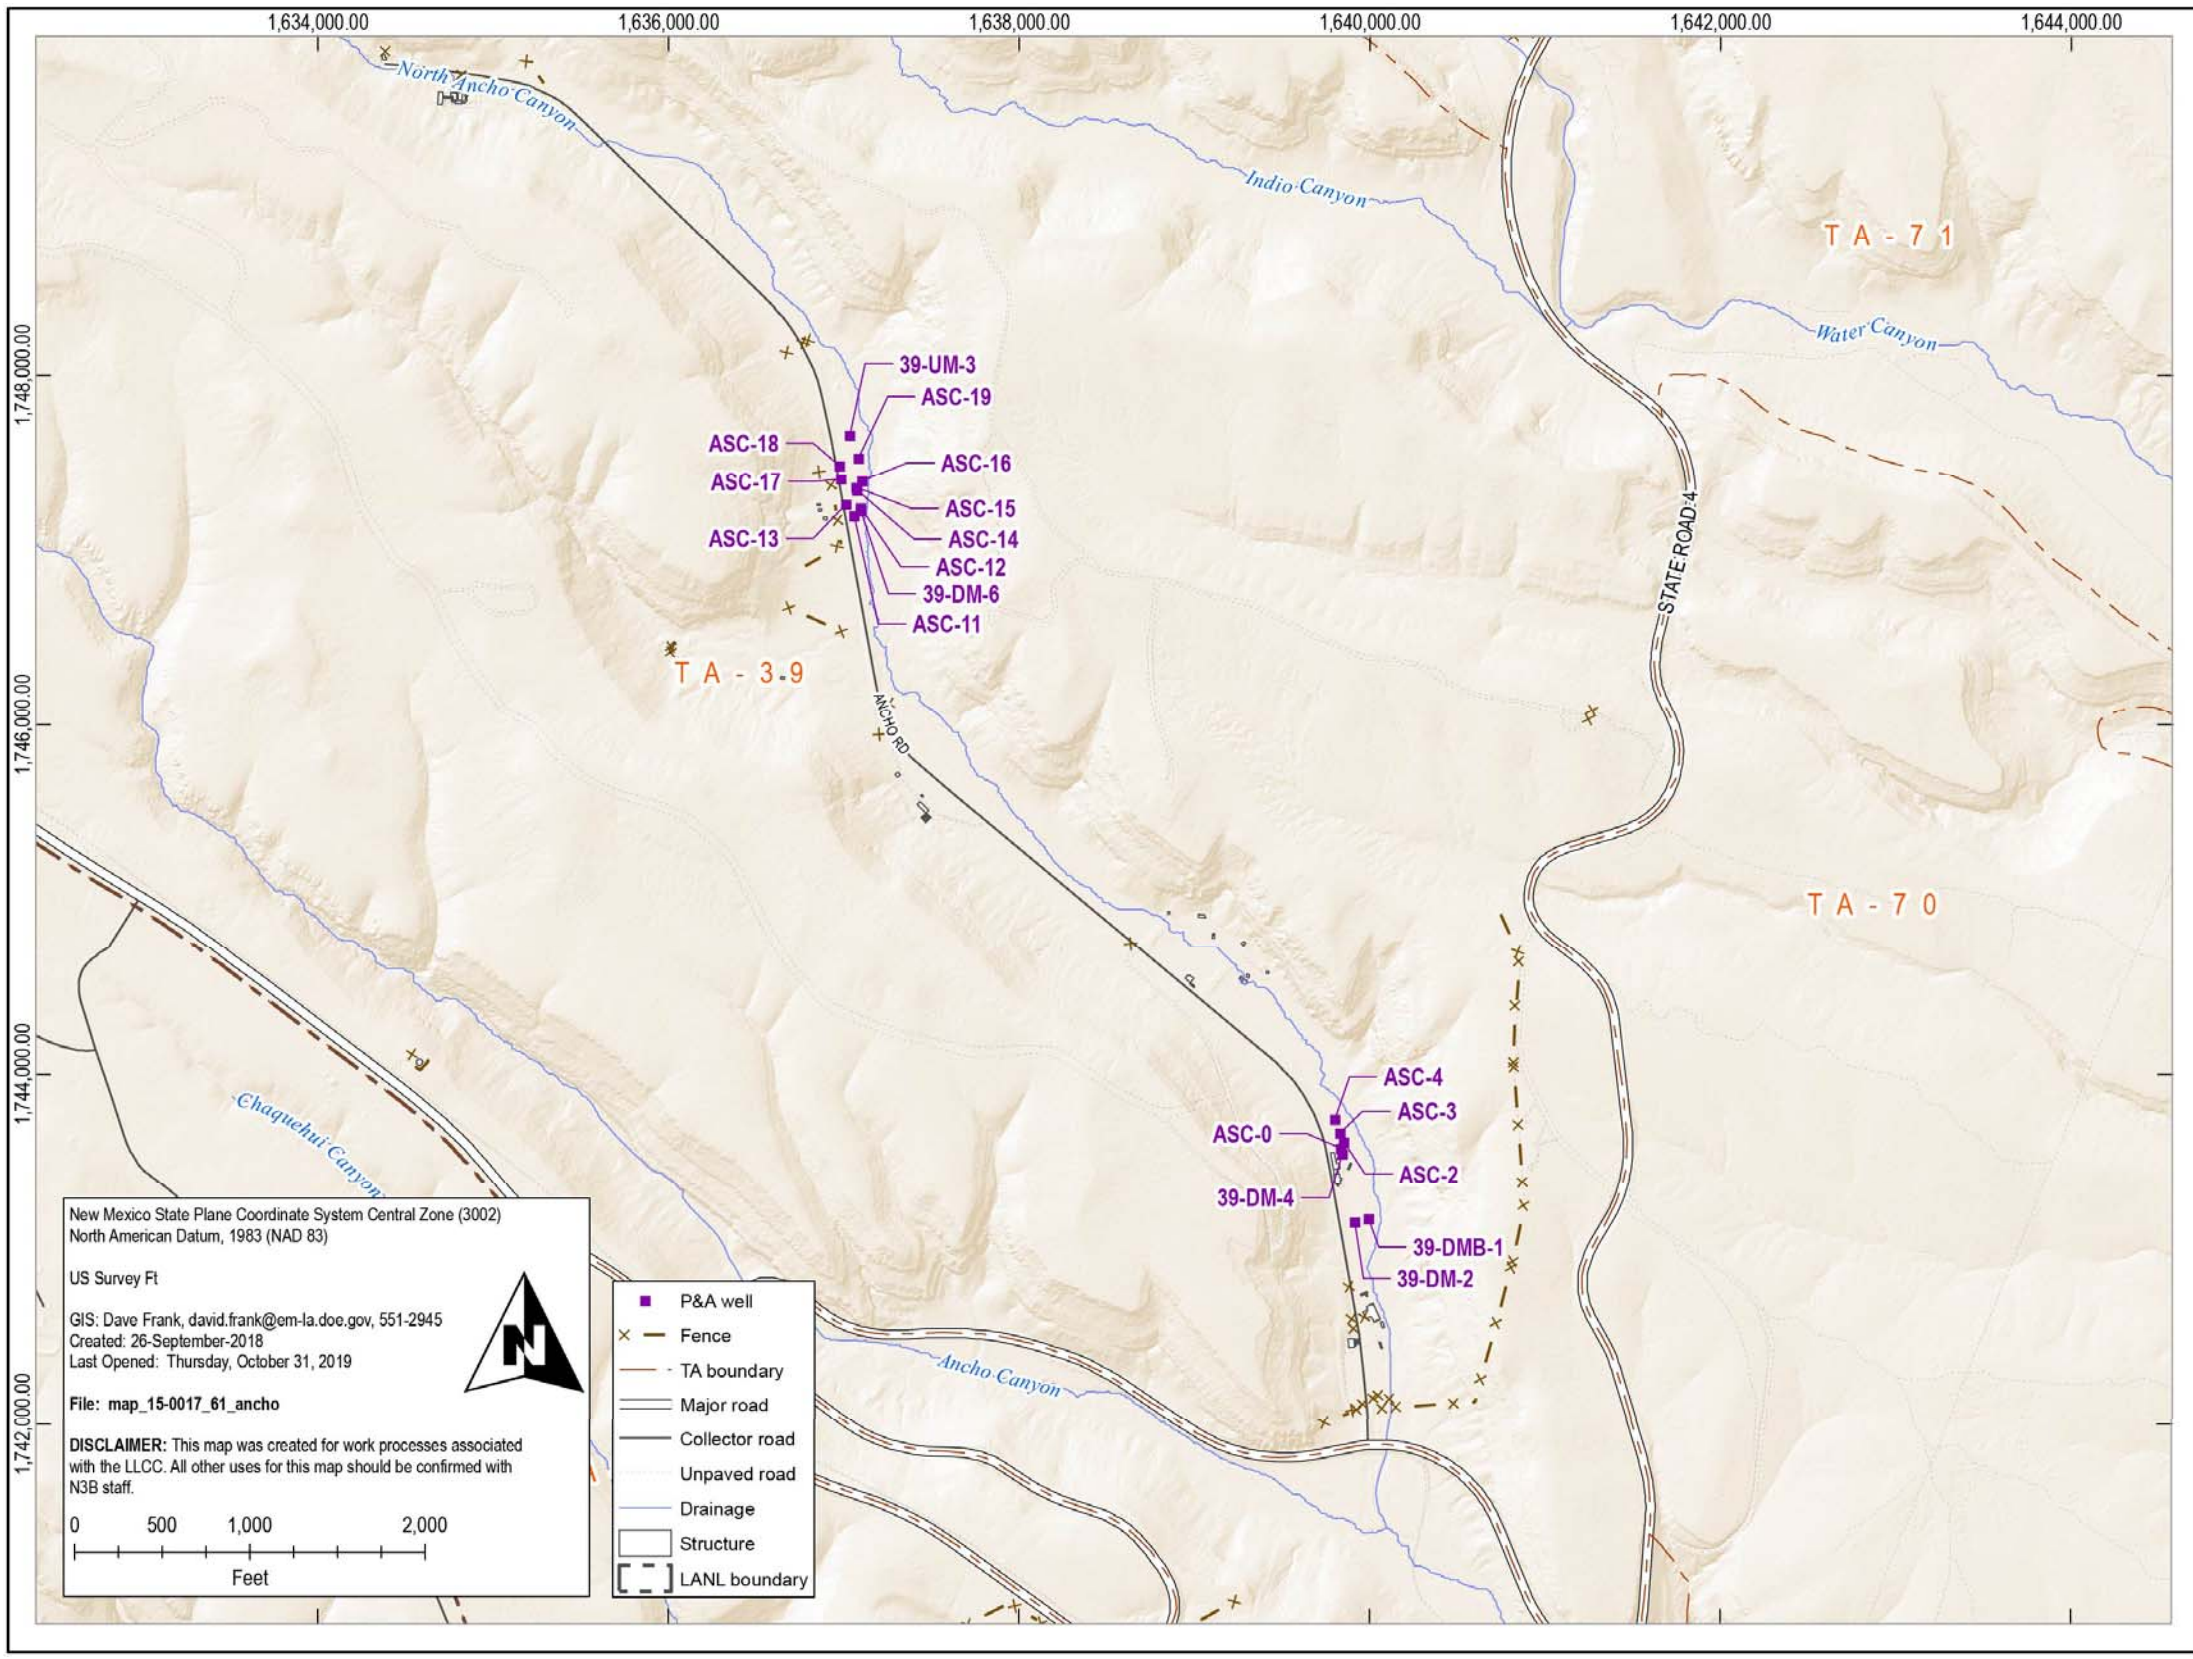 1,634,000.00
1,636,000.00
1,638,000.00
1,640,000.00
1,642,000.00
1,644,000.00
North Ancho Canyon
Indio Canyon
TA-71
Water Canyon
1,748,000.00
39-UM-3
ASC-19
ASC-18
ASC-16
ASC-17
ASC-15
ASC-13
ASC-14
ASC-12
39-DM-6
ASC-11
STATE ROAD 4
TA-39
ANCHO RD
1,746,000.00
TA-70
1,744,000.00
ASC-4
ASC-3
ASC-0
ASC-2
39-DM-4
39-DMB-1
39-DM-2
Chaquehui Canyon
Ancho Canyon
1,742,000.00
New Mexico State Plane Coordinate System Central Zone (3002)
North American Datum, 1983 (NAD 83)
US Survey Ft
GIS: Dave Frank, david.frank@em-la.doe.gov, 551-2945
Created: 26-September-2018
Last Opened: Thursday, October 31, 2019
File: map_15-0017_61_ancho
DISCLAIMER: This map was created for work processes associated
with the LLCC. All other uses for this map should be confirmed with
N3B staff.
N
0 500 1,000 2,000
Feet
P&A well
Fence
TA boundary
Major road
Collector road
Unpaved road
Drainage
Structure
LANL boundary